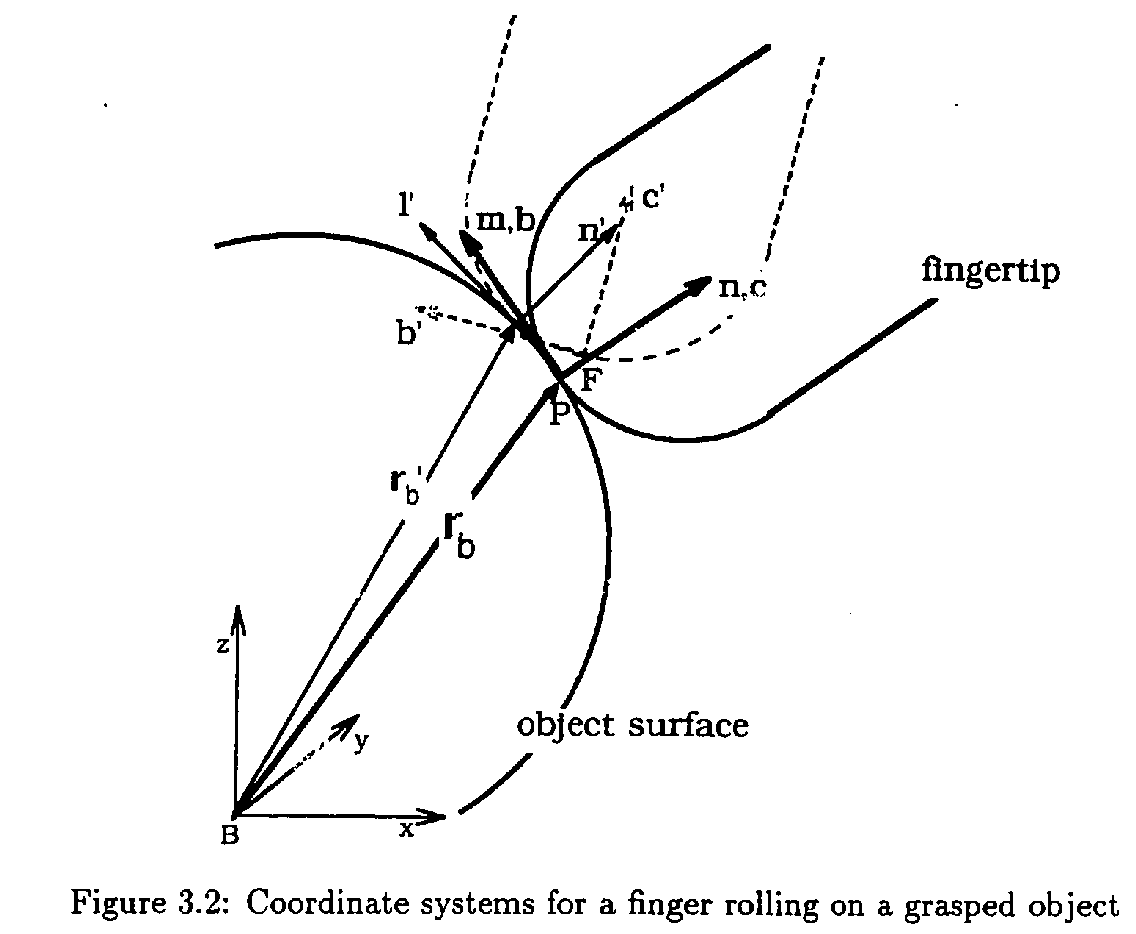 l'
m,b
n'
c'
n,c
fingertip
b'
F
P
r_b'
r_b
z
y
object surface
x
B
Figure 3.2: Coordinate systems for a finger rolling on a grasped object